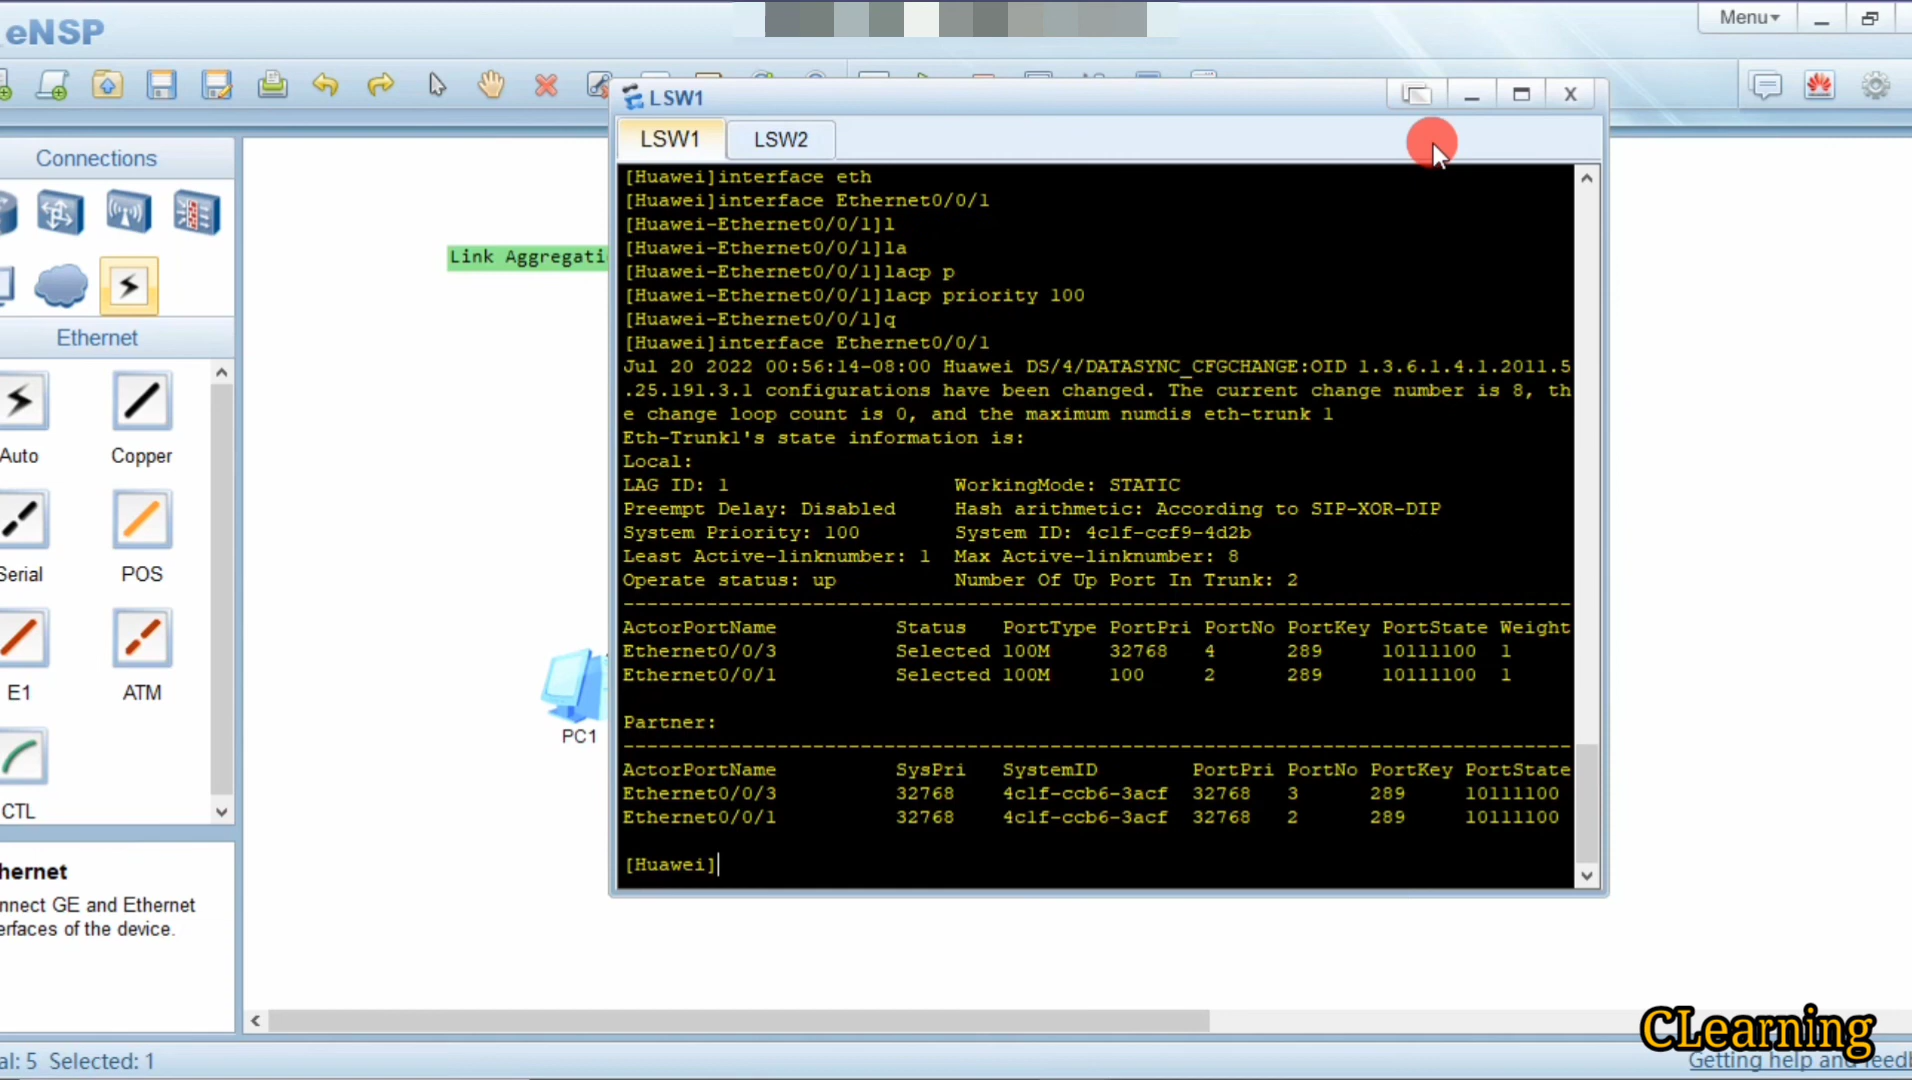 eNSP
Menu
Connections
Ethernet
Auto
Copper
Serial
POS
E1
ATM
CTL
hernet
nnect GE and Ethernet
erfaces of the device.
al: 5 Selected: 1
Link Aggregati
PC1
LSW1
LSW1
LSW2
[Huawei]interface eth
[Huawei]interface Ethernet0/0/1
[Huawei-Ethernet0/0/1]l
[Huawei-Ethernet0/0/1]la
[Huawei-Ethernet0/0/1]lacp p
[Huawei-Ethernet0/0/1]lacp priority 100
[Huawei-Ethernet0/0/1]q
[Huawei]interface Ethernet0/0/1
Jul 20 2022 00:56:14-08:00 Huawei DS/4/DATASYNC_CFGCHANGE:OID 1.3.6.1.4.1.2011.5
.25.191.3.1 configurations have been changed. The current change number is 8, th
e change loop count is 0, and the maximum numdis eth-trunk 1
Eth-Trunk1's state information is:
Local:
LAG ID: 1 WorkingMode: STATIC
Preempt Delay: Disabled Hash arithmetic: According to SIP-XOR-DIP
System Priority: 100 System ID: 4c1f-ccf9-4d2b
Least Active-linknumber: 1 Max Active-linknumber: 8
Operate status: up Number Of Up Port In Trunk: 2
--------------------------------------------------------------------------------
ActorPortName Status PortType PortPri PortNo PortKey PortState Weight
Ethernet0/0/3 Selected 100M 32768 4 289 10111100 1
Ethernet0/0/1 Selected 100M 100 2 289 10111100 1
Partner:
--------------------------------------------------------------------------------
ActorPortName SysPri SystemID PortPri PortNo PortKey PortState
Ethernet0/0/3 32768 4c1f-ccb6-3acf 32768 3 289 10111100
Ethernet0/0/1 32768 4c1f-ccb6-3acf 32768 2 289 10111100
[Huawei]
CLearning
Getting help and feedb